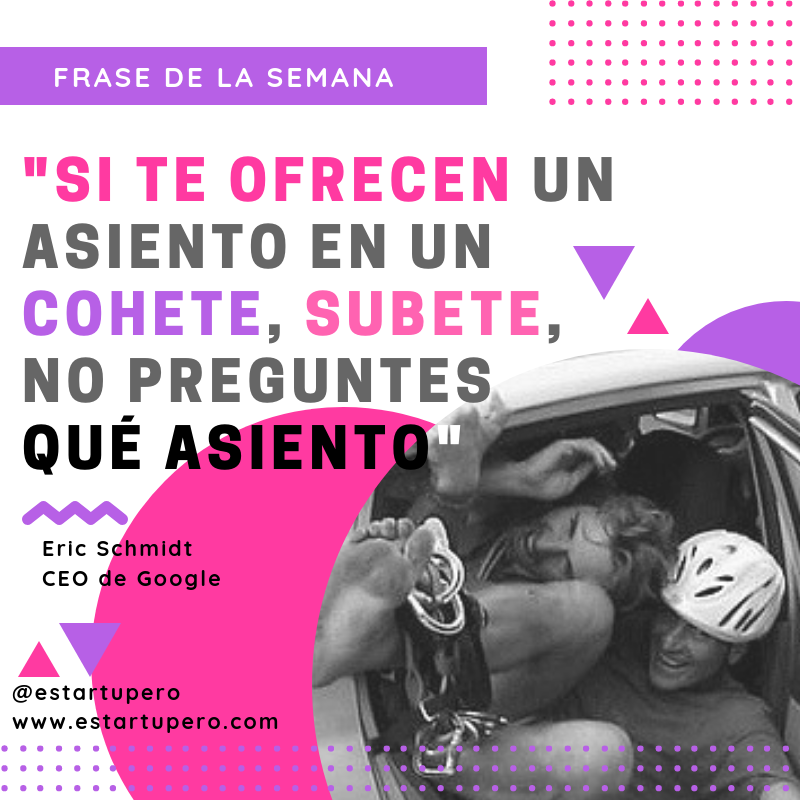 FRASE DE LA SEMANA
"SI TE OFRECEN UN
ASIENTO EN UN
COHETE, SUBETE,
NO PREGUNTES
QUÉ ASIENTO"
Eric Schmidt
CEO de Google
@estartupero
www.estartupero.com